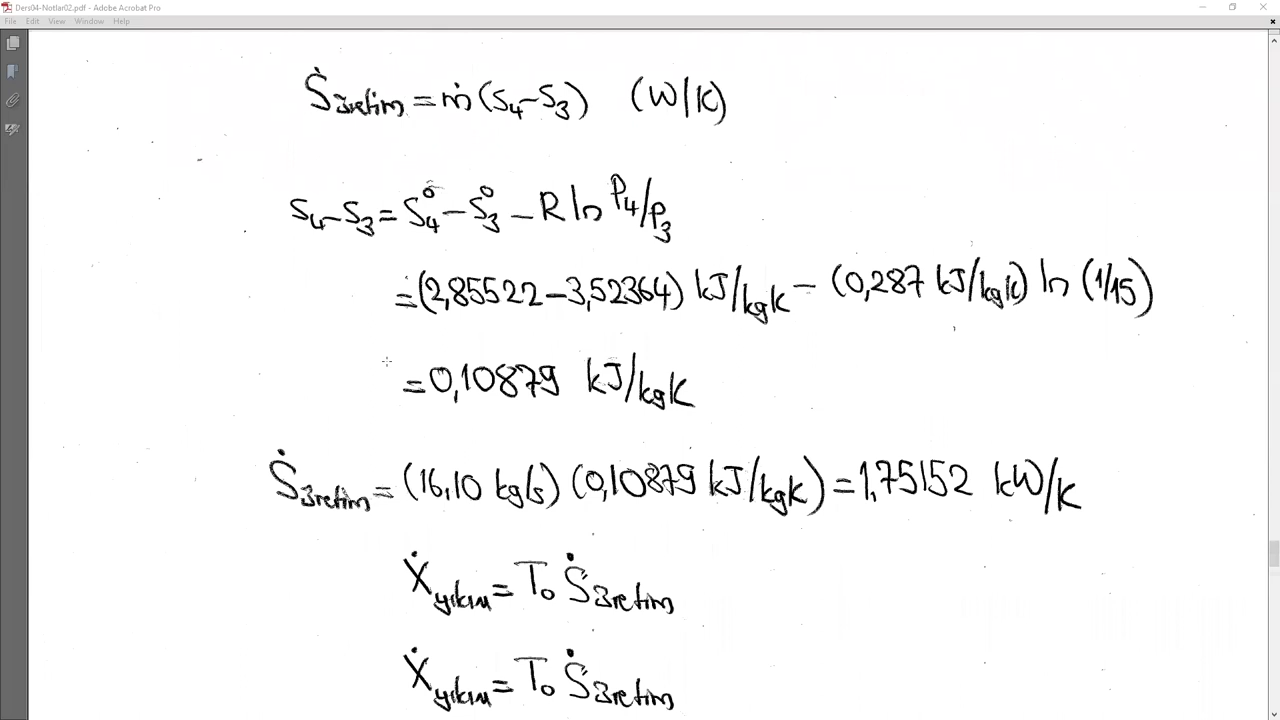 Ders04-Notlar02.pdf - Adobe Acrobat Pro
File Edit View Window Help
Ṡüretim = ṁ (S₄-S₃) (W/K)
S₄-S₃ = S₄⁰ - S₃⁰ - R ln P₄/P₃
= (2,85522 - 3,52364) kJ/kgK - (0,287 kJ/kgK) ln (1/15)
= 0,10879 kJ/kgK
Ṡüretim = (16,10 kg/s) (0,10879 kJ/kgK) = 1,75152 kW/K
Ẋyıkım = T₀ Ṡüretim
Ẋyıkım = T₀ Ṡüretim